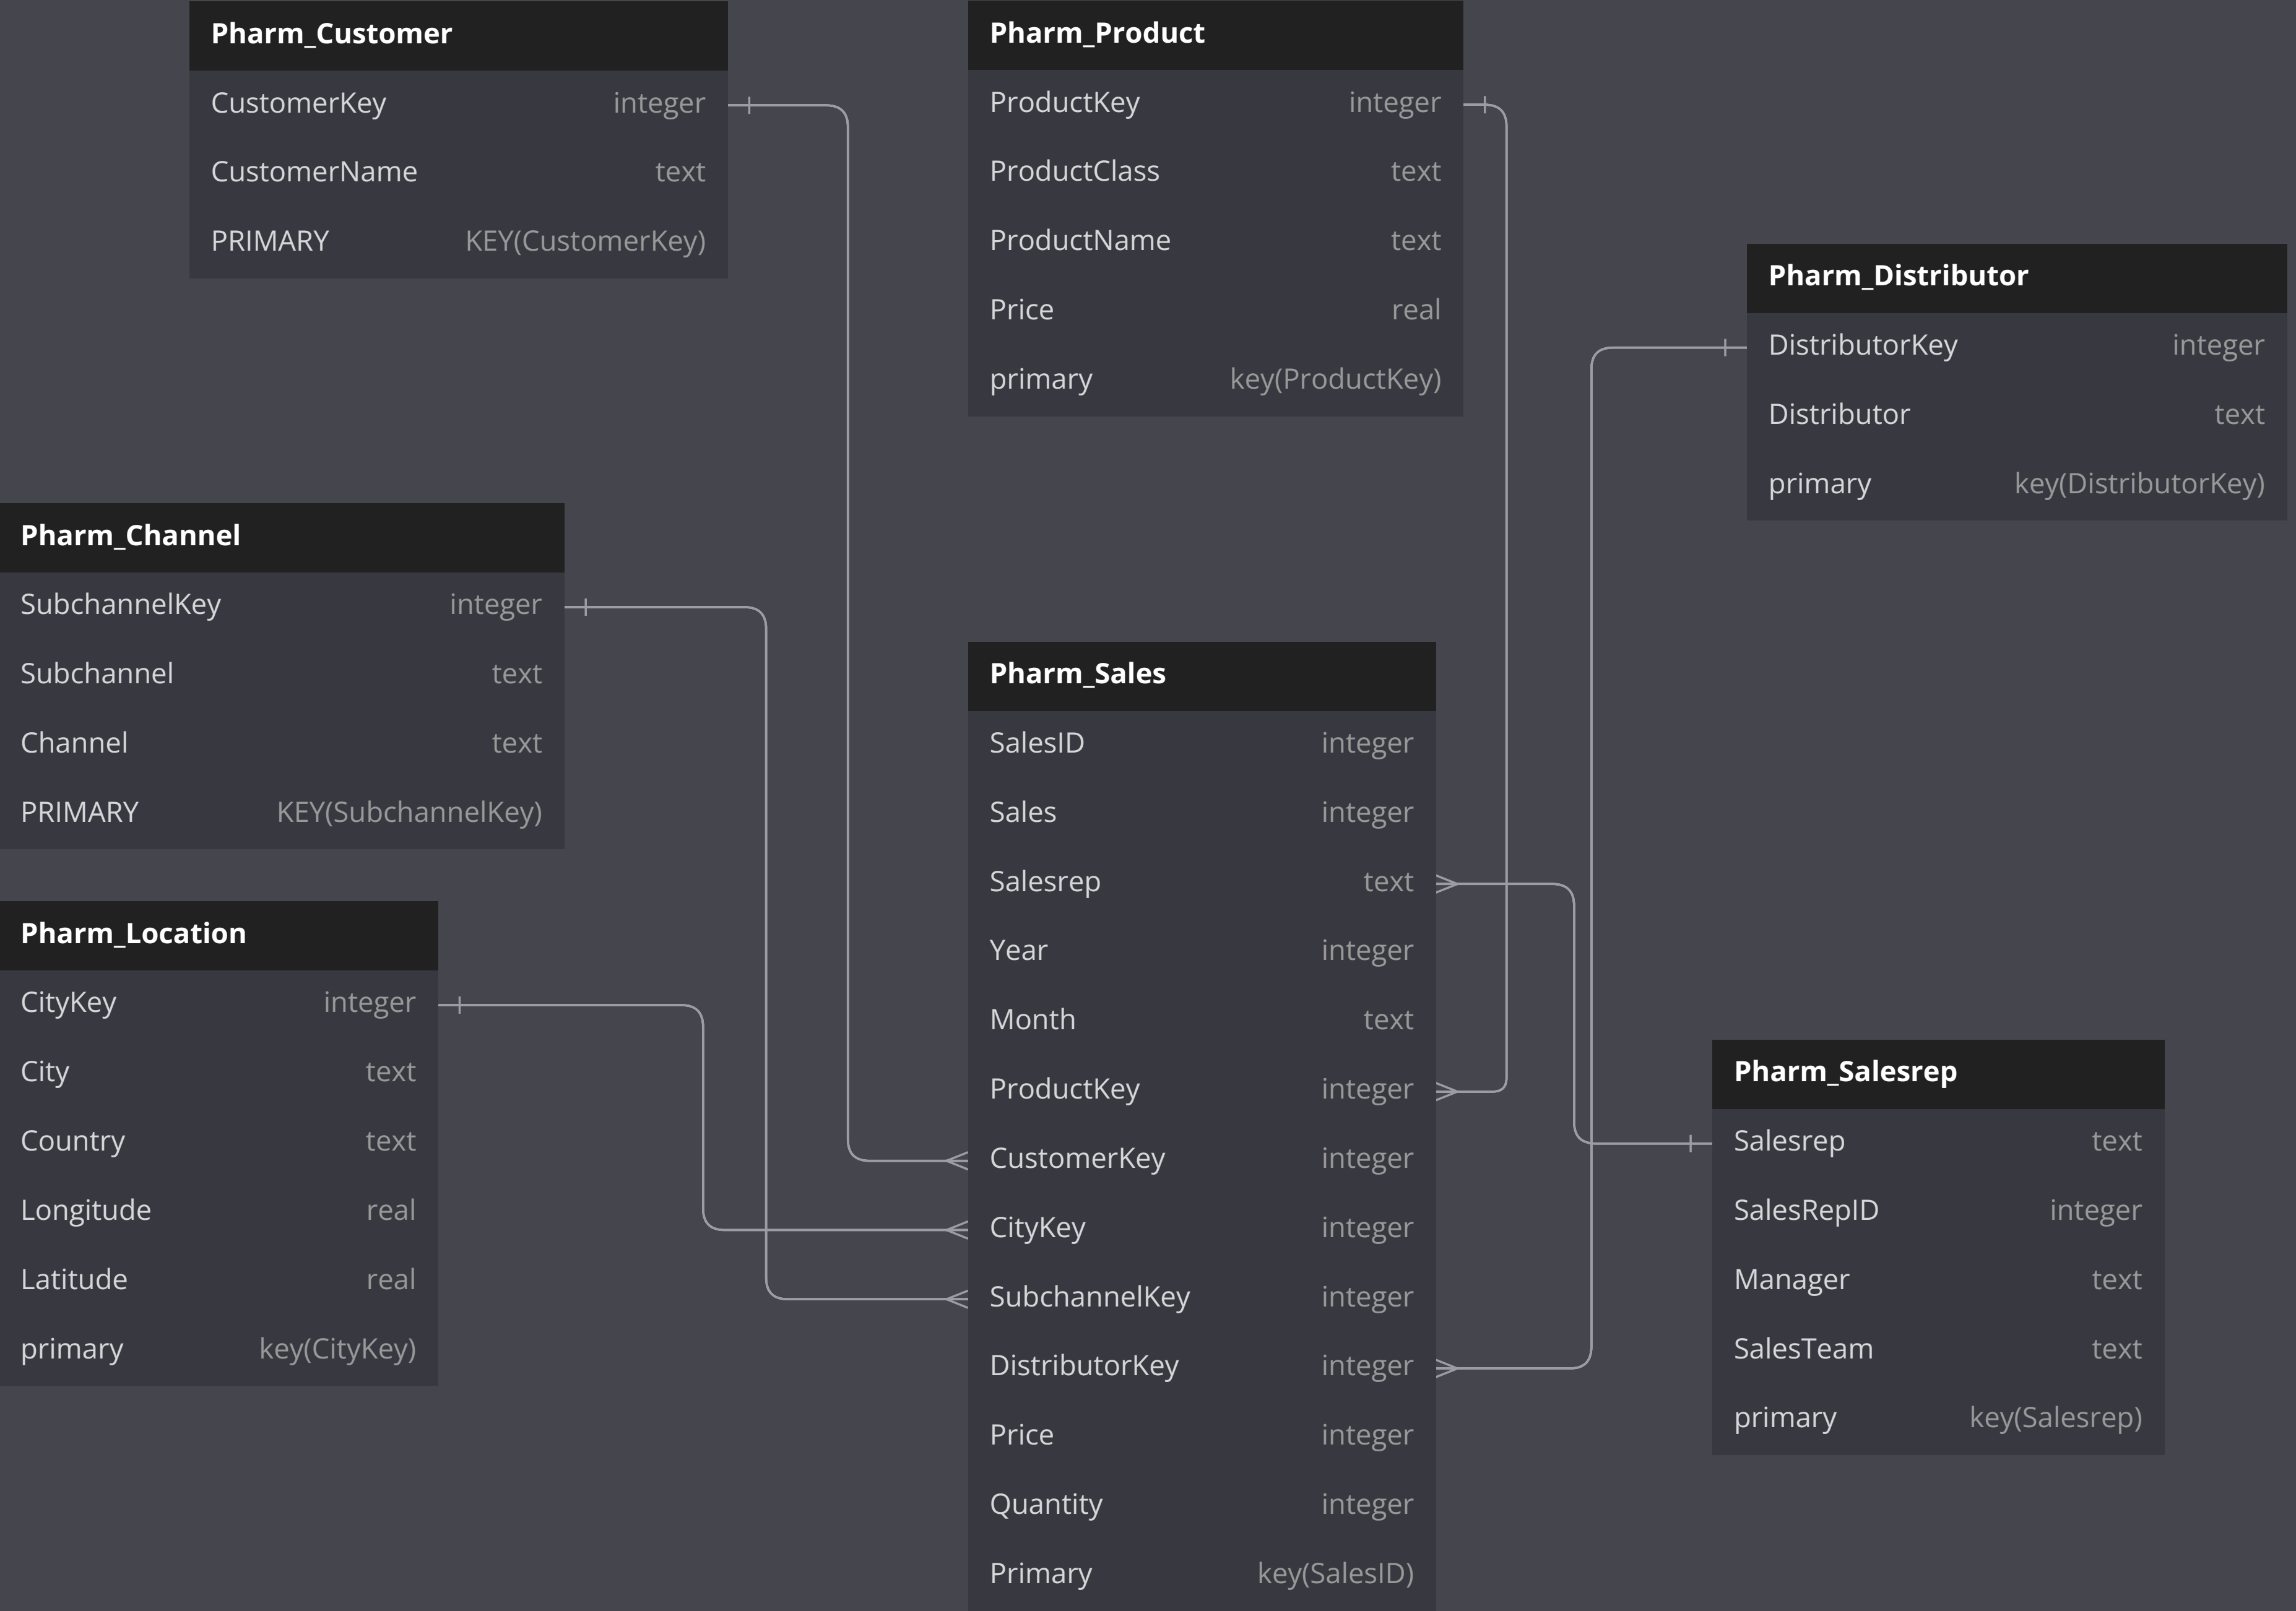 Pharm_Customer
CustomerKey integer
CustomerName text
PRIMARY KEY(CustomerKey)
Pharm_Product
ProductKey integer
ProductClass text
ProductName text
Price real
primary key(ProductKey)
Pharm_Distributor
DistributorKey integer
Distributor text
primary key(DistributorKey)
Pharm_Channel
SubchannelKey integer
Subchannel text
Channel text
PRIMARY KEY(SubchannelKey)
Pharm_Location
CityKey integer
City text
Country text
Longitude real
Latitude real
primary key(CityKey)
Pharm_Sales
SalesID integer
Sales integer
Salesrep text
Year integer
Month text
ProductKey integer
CustomerKey integer
CityKey integer
SubchannelKey integer
DistributorKey integer
Price integer
Quantity integer
Primary key(SalesID)
Pharm_Salesrep
Salesrep text
SalesRepID integer
Manager text
SalesTeam text
primary key(Salesrep)